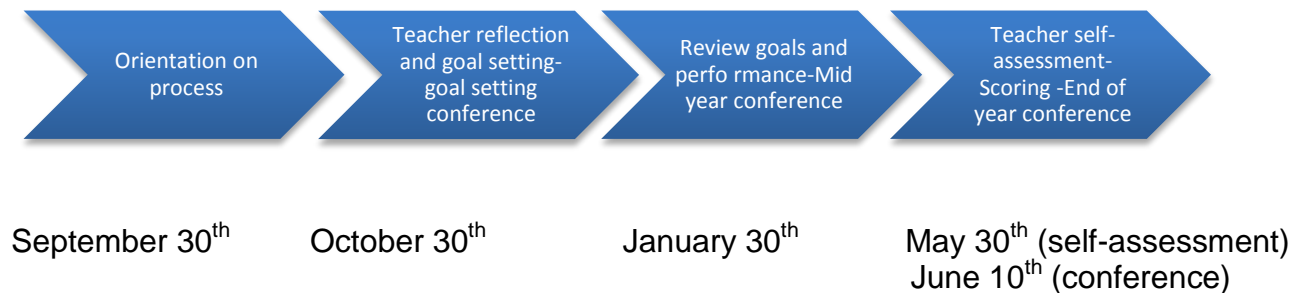 Orientation on
process
Teacher reflection
and goal setting-
goal setting
conference
Review goals and
perfo rmance-Mid
year conference
Teacher self-
assessment-
Scoring -End of
year conference
September 30th
October 30th
January 30th
May 30th (self-assessment)
June 10th (conference)